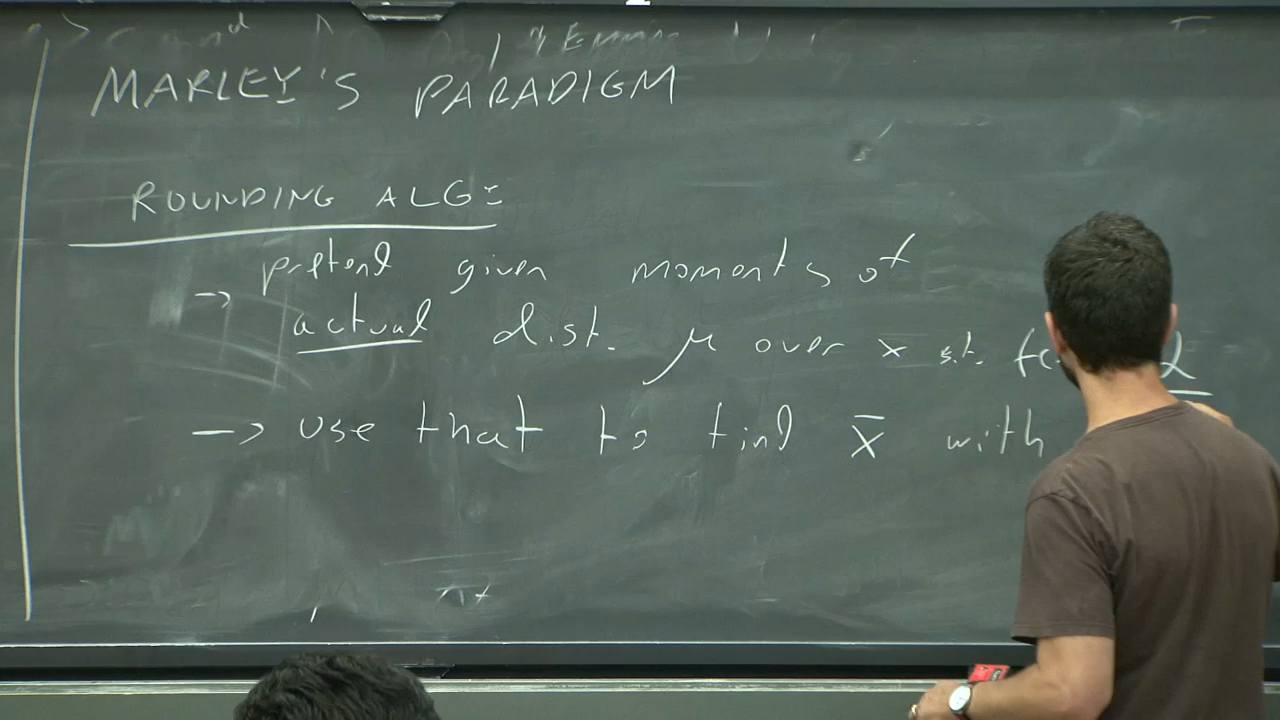 MARLEY'S PARADIGM
ROUNDING ALG:
→ pretend given moments of
actual dist. μ over x s.t. f(
→ use that to find x̄ with